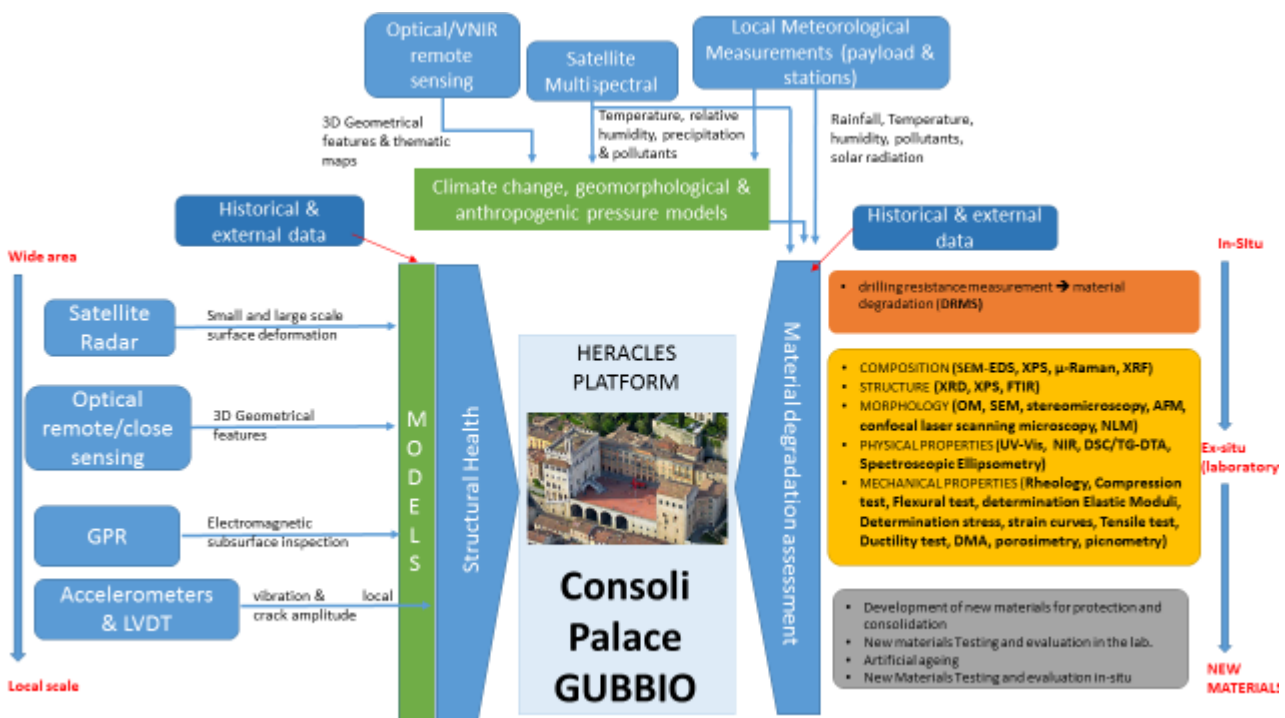 Optical/VNIR
remote
sensing
Satellite
Multispectral
Local Meteorological
Measurements (payload &
stations)
3D Geometrical
features & thematic
maps
Temperature, relative
humidity, precipitation
& pollutants
Rainfall, Temperature,
humidity, pollutants,
solar radiation
Climate change, geomorphological &
anthropogenic pressure models
Historical &
external data
Historical & external
data
Wide area
Satellite
Radar
Small and large scale
surface deformation
Optical
remote/close
sensing
3D Geometrical
features
GPR
Electromagnetic
subsurface inspection
Accelerometers
& LVDT
vibration & local
crack amplitude
Local scale
MODELS
Structural Health
HERACLES
PLATFORM
Consoli
Palace
GUBBIO
Material degradation assessment
In-SItu
• drilling resistance measurement ➔ material
degradation (DRMS)
• COMPOSITION (SEM-EDS, XPS, µ-Raman, XRF)
• STRUCTURE (XRD, XPS, FTIR)
• MORPHOLOGY (OM, SEM, stereomicroscopy, AFM,
confocal laser scanning microscopy, NLM)
• PHYSICAL PROPERTIES (UV-Vis, NIR, DSC/TG-DTA,
Spectroscopic Ellipsometry)
• MECHANICAL PROPERTIES (Rheology, Compression
test, Flexural test, determination Elastic Moduli,
Determination stress, strain curves, Tensile test,
Ductility test, DMA, porosimetry, picnometry)
Ex-situ
(laboratory
• Development of new materials for protection and
consolidation
• New materials Testing and evaluation in the lab.
• Artificial ageing
• New Materials Testing and evaluation in-situ
NEW
MATERIALS